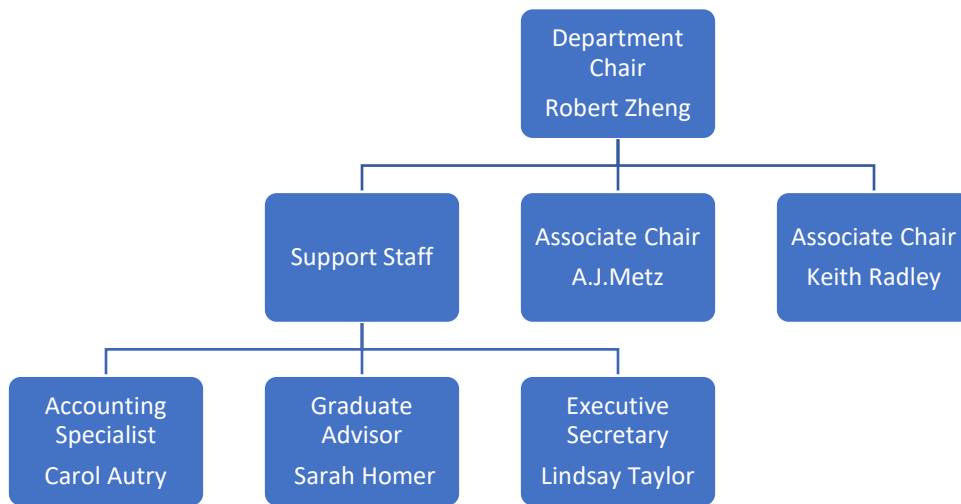 Department
Chair
Robert Zheng
Support Staff
Associate Chair
A.J.Metz
Associate Chair
Keith Radley
Accounting
Specialist
Carol Autry
Graduate
Advisor
Sarah Homer
Executive
Secretary
Lindsay Taylor